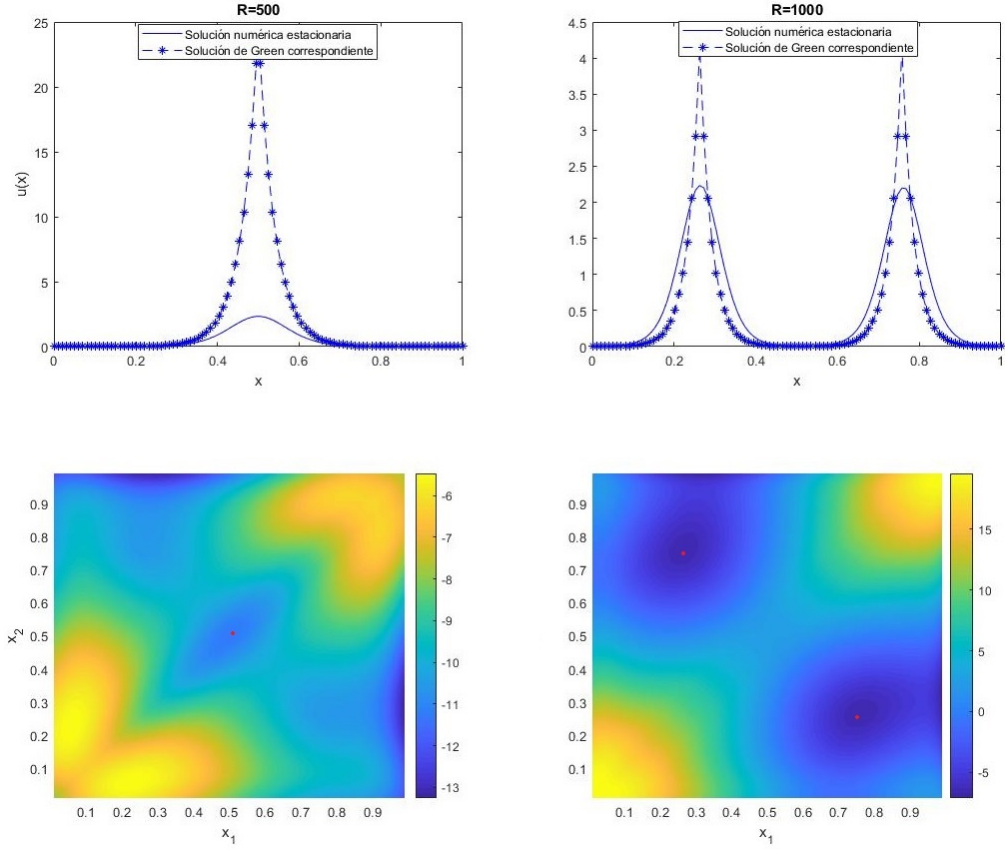 R=500
Solución numérica estacionaria
Solución de Green correspondiente
25
20
15
10
5
0
u(x)
0 0.2 0.4 0.6 0.8 1
x
R=1000
Solución numérica estacionaria
Solución de Green correspondiente
4.5
4
3.5
3
2.5
2
1.5
1
0.5
0
0 0.2 0.4 0.6 0.8 1
x
0.9
0.8
0.7
0.6
0.5
0.4
0.3
0.2
0.1
x2
0.1 0.2 0.3 0.4 0.5 0.6 0.7 0.8 0.9
x1
-6
-7
-8
-9
-10
-11
-12
-13
0.9
0.8
0.7
0.6
0.5
0.4
0.3
0.2
0.1
0.1 0.2 0.3 0.4 0.5 0.6 0.7 0.8 0.9
x1
15
10
5
0
-5